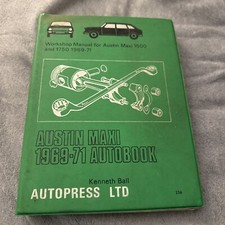 Workshop Manual for Austin Maxi 1500
and 1750 1969-71
AUSTIN MAXI
1969-71 AUTOBOOK
Kenneth Ball
AUTOPRESS LTD